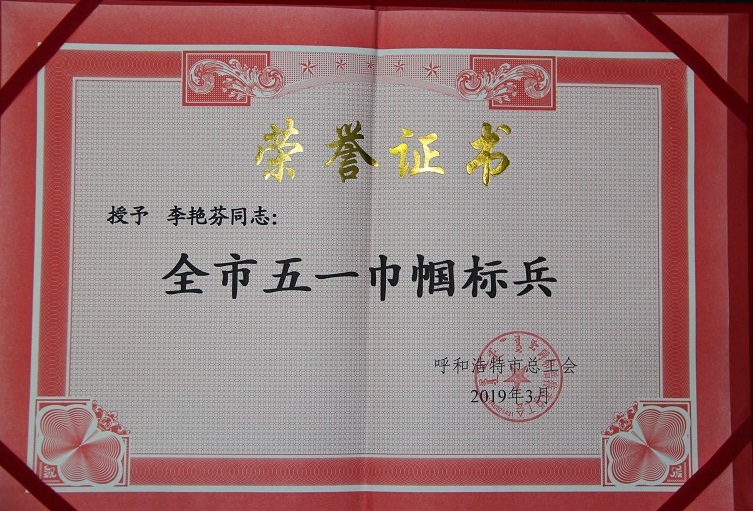 荣誉证书
授予 李艳芬同志：
全市五一巾帼标兵
呼和浩特市总工会
2019年3月